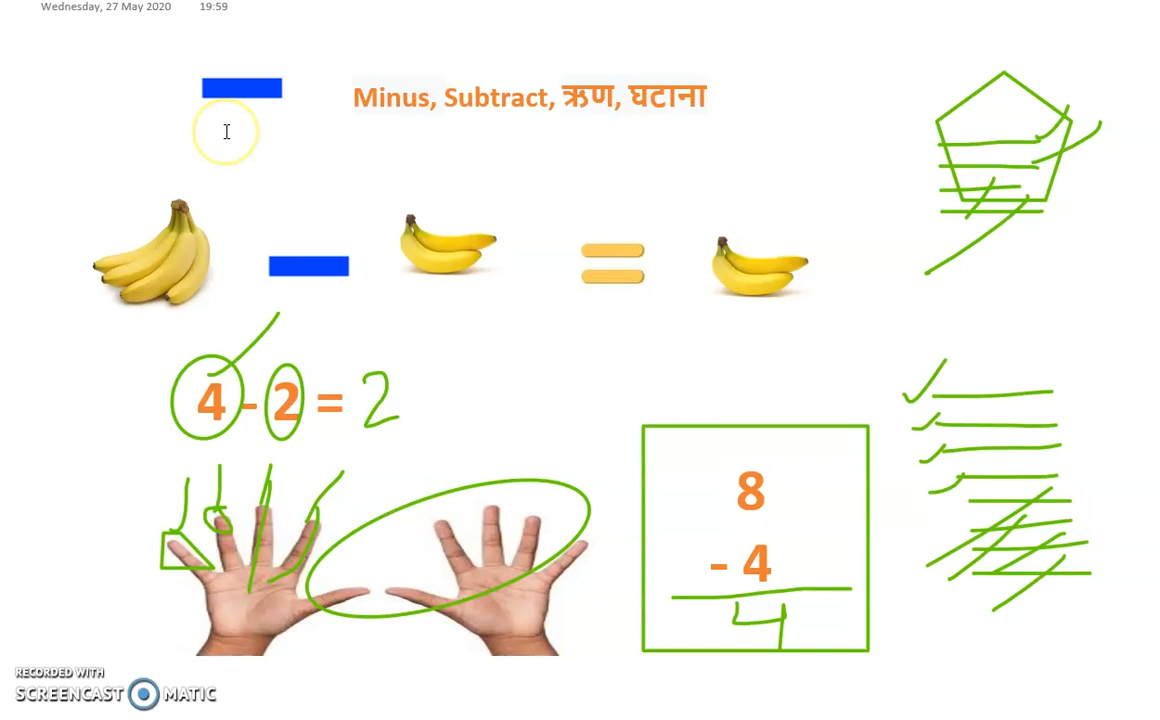 Wednesday, 27 May 2020 19:59
Minus, Subtract, ऋण, घटाना
4 - 2 = 2
8
- 4
4
RECORDED WITH
SCREENCAST MATIC